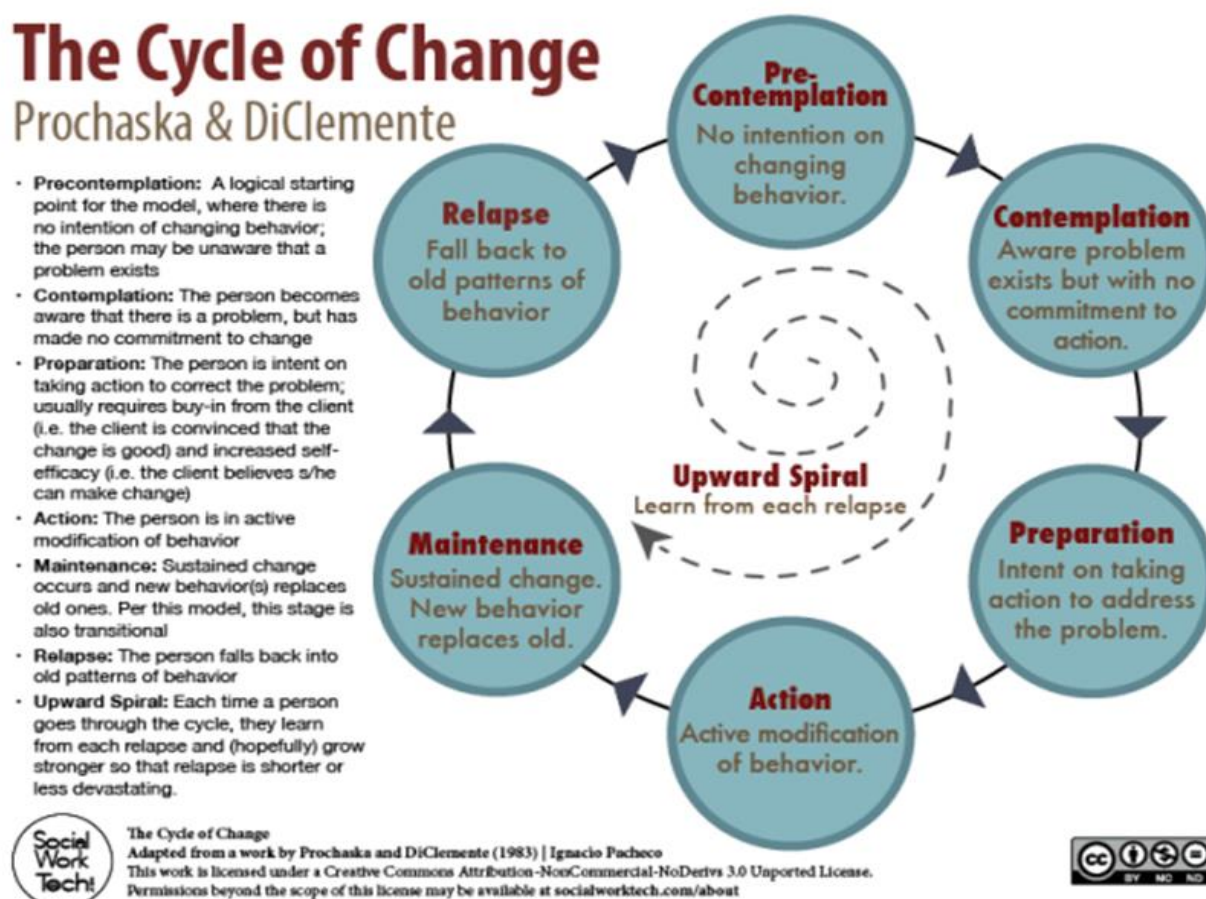 The Cycle of Change
Prochaska & DiClemente
· Precontemplation: A logical starting
point for the model, where there is
no intention of changing behavior;
the person may be unaware that a
problem exists
· Contemplation: The person becomes
aware that there is a problem, but has
made no commitment to change
· Preparation: The person is intent on
taking action to correct the problem;
usually requires buy-in from the client
(i.e. the client is convinced that the
change is good) and increased self-
efficacy (i.e. the client believes s/he
can make change)
· Action: The person is in active
modification of behavior
· Maintenance: Sustained change
occurs and new behavior(s) replaces
old ones. Per this model, this stage is
also transitional
· Relapse: The person falls back into
old patterns of behavior
· Upward Spiral: Each time a person
goes through the cycle, they learn
from each relapse and (hopefully) grow
stronger so that relapse is shorter or
less devastating.
Pre-
Contemplation
No intention on
changing
behavior.
Contemplation
Aware problem
exists but with no
commitment to
action.
Preparation
Intent on taking
action to address
the problem.
Action
Active modification
of behavior.
Maintenance
Sustained change.
New behavior
replaces old.
Relapse
Fall back to
old patterns of
behavior
Upward Spiral
Learn from each relapse
Social
Work
Tech!
The Cycle of Change
Adapted from a work by Prochaska and DiClemente (1983) | Ignacio Pacheco
This work is licensed under a Creative Commons Attribution-NonCommercial-NoDerivs 3.0 Unported License.
Permissions beyond the scope of this license may be available at socialworktech.com/about
cc
BY NC ND